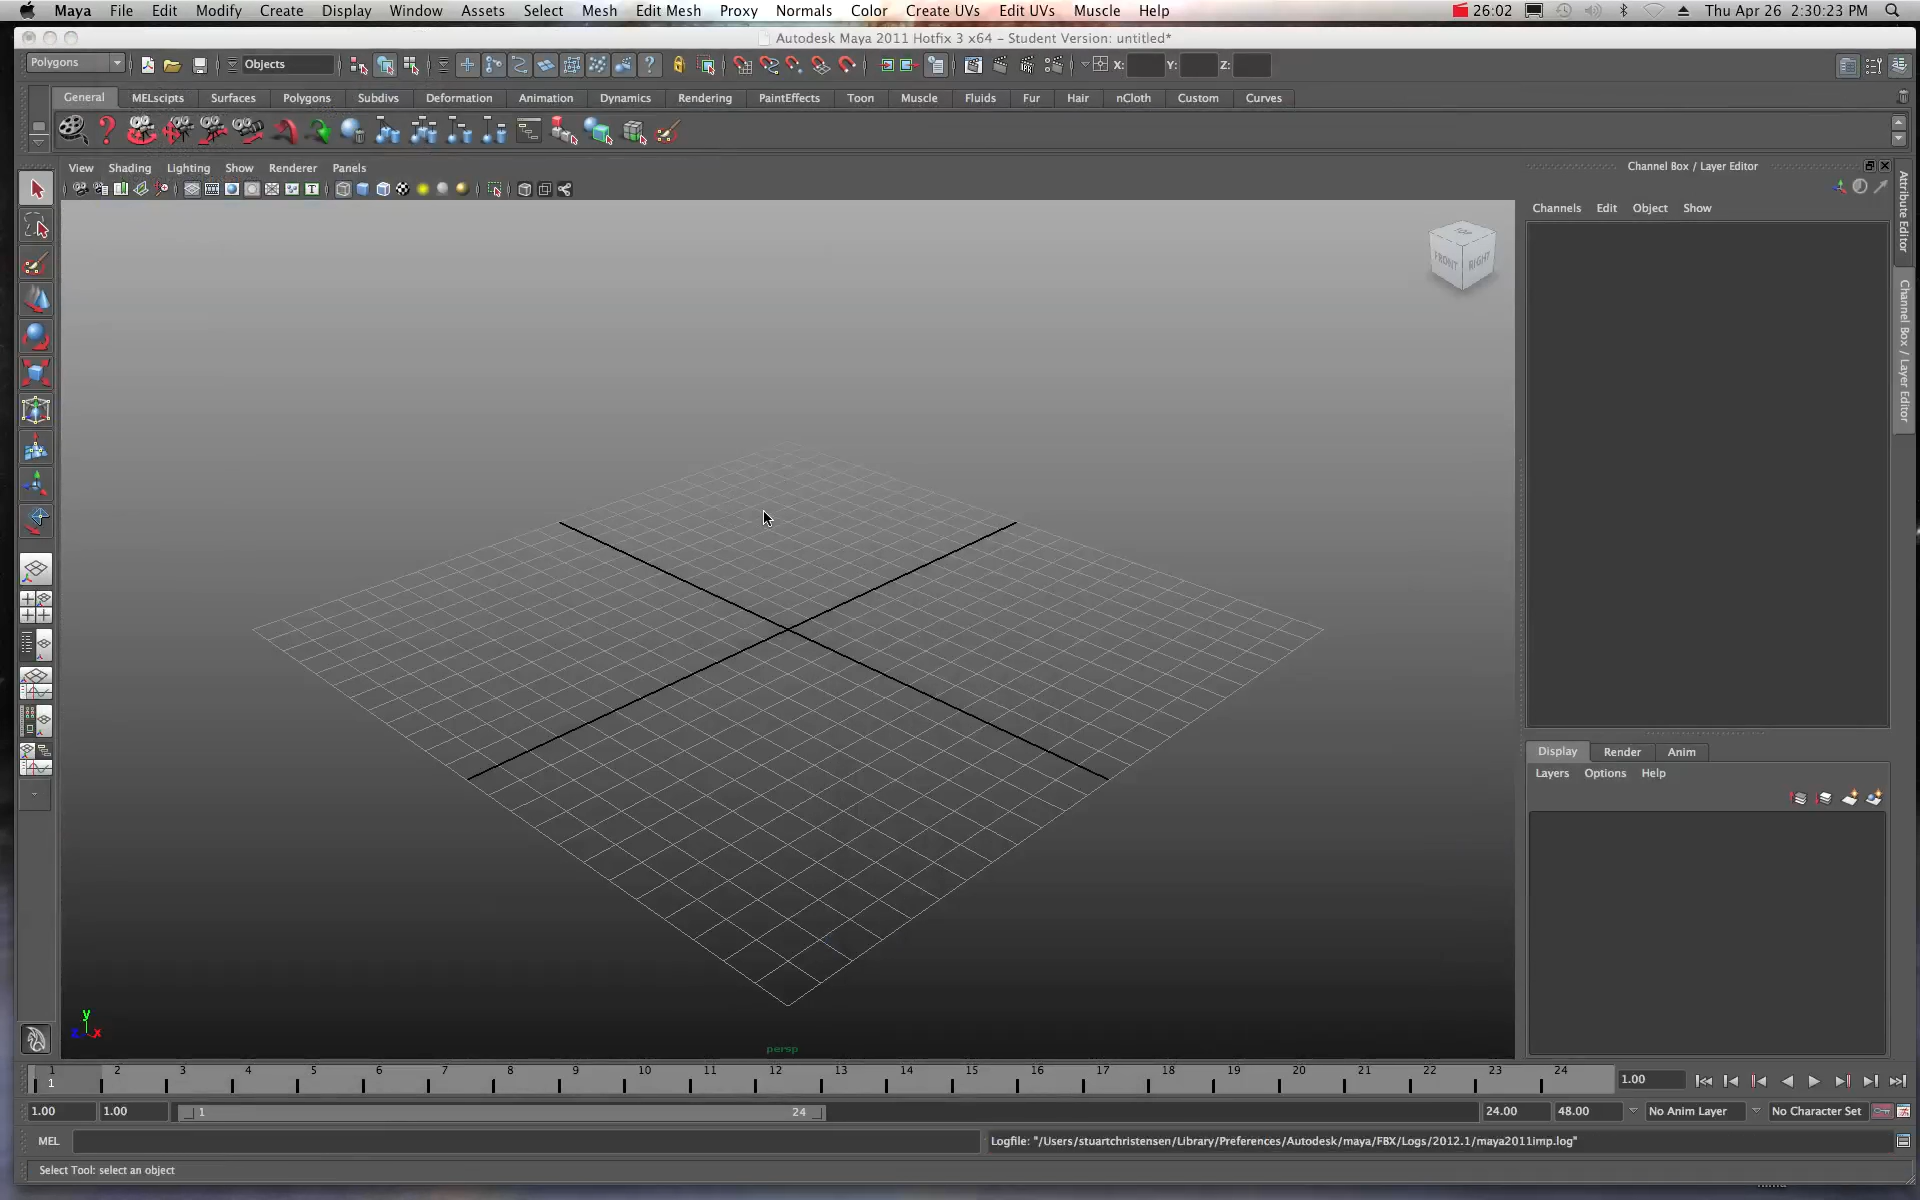 Maya File Edit Modify Create Display Window Assets Select Mesh Edit Mesh Proxy Normals Color Create UVs Edit UVs Muscle Help 26:02 Thu Apr 26 2:30:23 PM
Autodesk Maya 2011 Hotfix 3 x64 – Student Version: untitled*
Polygons Objects X: Y: Z:
General MELscipts Surfaces Polygons Subdivs Deformation Animation Dynamics Rendering PaintEffects Toon Muscle Fluids Fur Hair nCloth Custom Curves
View Shading Lighting Show Renderer Panels
Channel Box / Layer Editor
Channels Edit Object Show
Attribute Editor
Channel Box / Layer Editor
TOP
FRONT RIGHT
Display Render Anim
Layers Options Help
y
z x
persp
1 2 3 4 5 6 7 8 9 10 11 12 13 14 15 16 17 18 19 20 21 22 23 24
1 1.00
1.00 1.00 1 24 24.00 48.00 No Anim Layer No Character Set
MEL Logfile: "/Users/stuartchristensen/Library/Preferences/Autodesk/maya/FBX/Logs/2012.1/maya2011imp.log"
Select Tool: select an object